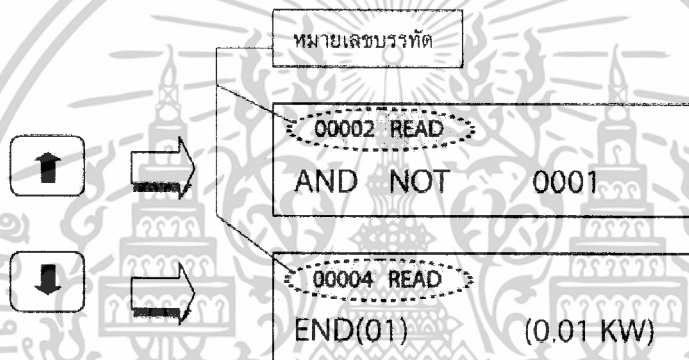 หมายเลขบรรทัด
00002 READ
AND NOT 0001
00004 READ
END(01) (0.01 KW)